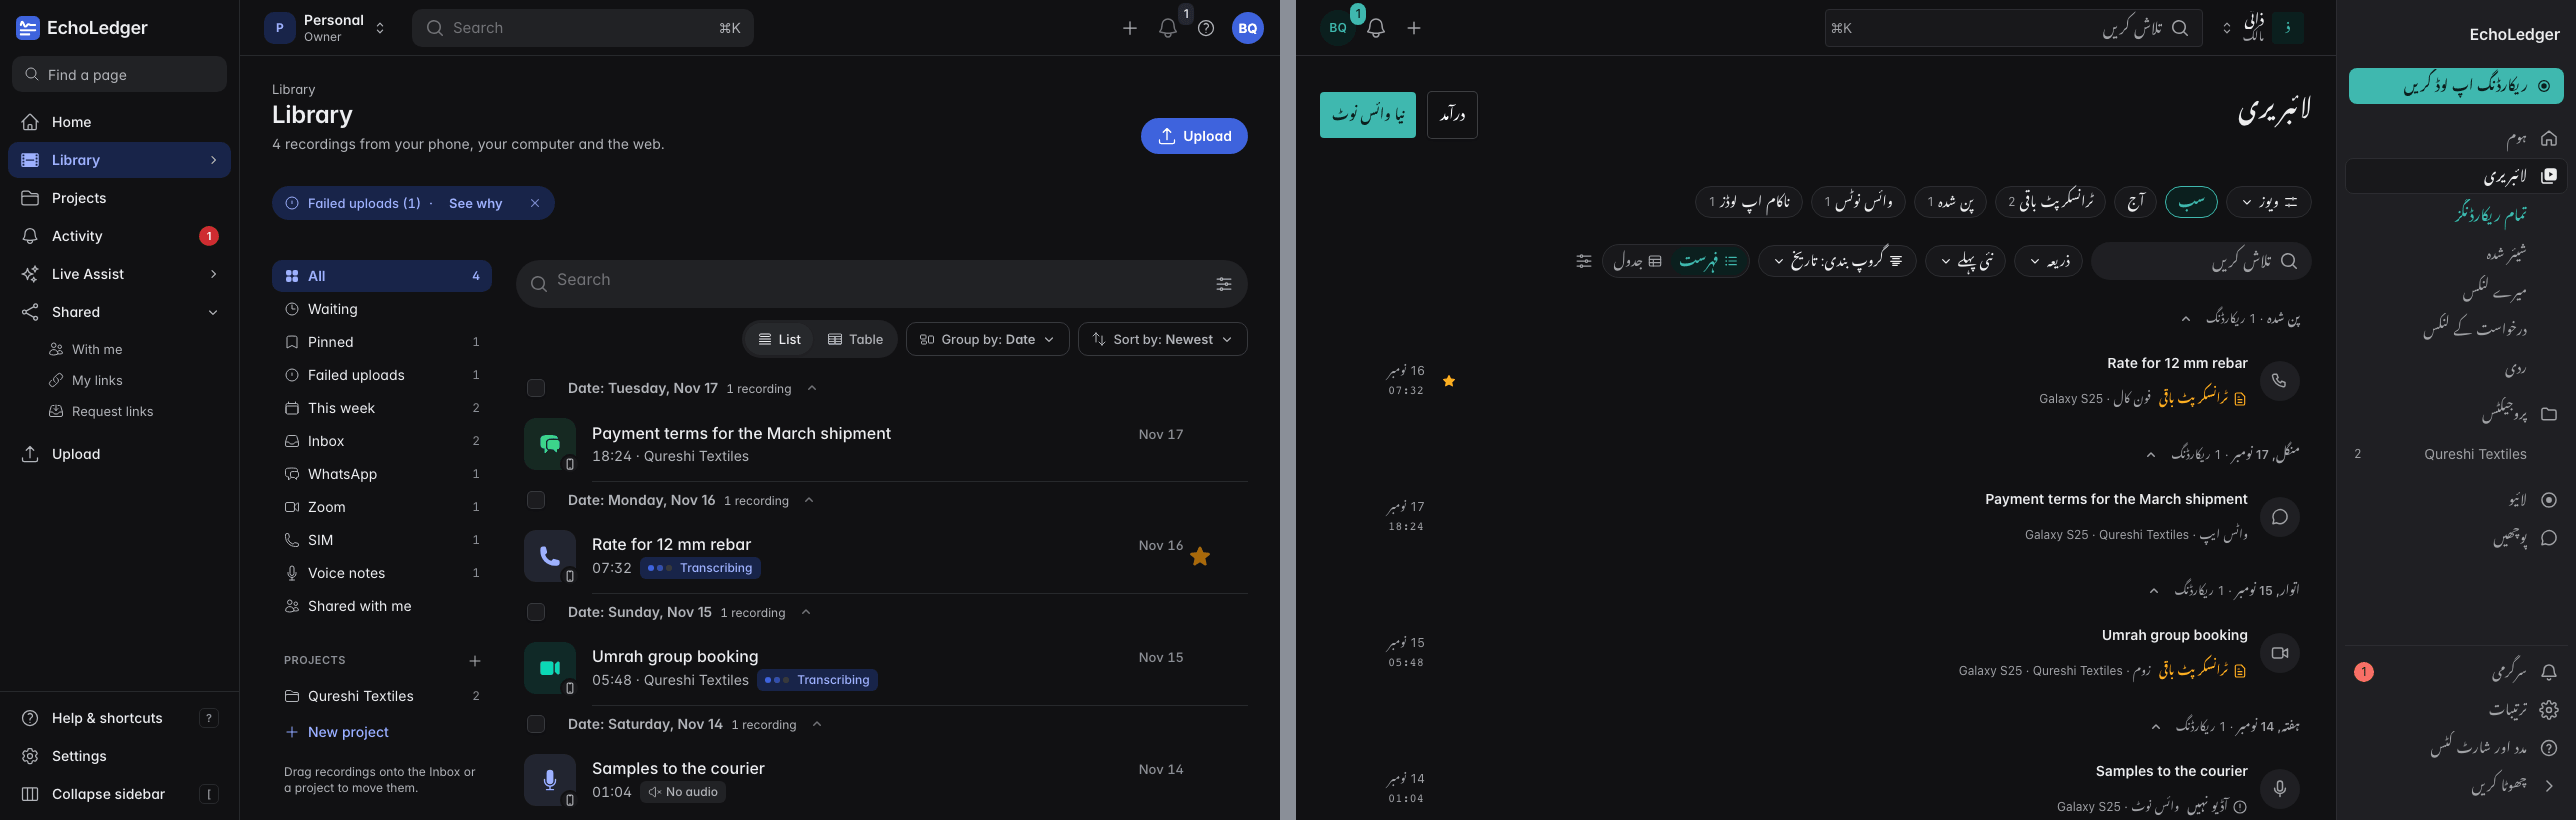 EchoLedger
Find a page
Home
Library
Projects
Activity 1
Live Assist
Shared
With me
My links
Request links
Upload
Help & shortcuts ?
Settings
Collapse sidebar [
P Personal
Owner
Search ⌘K
1
BQ
Library
Library
4 recordings from your phone, your computer and the web.
Upload
Failed uploads (1) · See why
All 4
Waiting
Pinned 1
Failed uploads 1
This week 2
Inbox 2
WhatsApp 1
Zoom 1
SIM 1
Voice notes 1
Shared with me
PROJECTS
Qureshi Textiles 2
New project
Drag recordings onto the Inbox or
a project to move them.
Search
List Table Group by: Date Sort by: Newest
Date: Tuesday, Nov 17 1 recording
Payment terms for the March shipment Nov 17
18:24 · Qureshi Textiles
Date: Monday, Nov 16 1 recording
Rate for 12 mm rebar Nov 16
07:32 Transcribing
Date: Sunday, Nov 15 1 recording
Umrah group booking Nov 15
05:48 · Qureshi Textiles Transcribing
Date: Saturday, Nov 14 1 recording
Samples to the courier Nov 14
01:04 No audio
EchoLedger
ریکارڈنگ اپ لوڈ کریں
ہوم
لائبریری
تمام ریکارڈنگز
شیئر شدہ
میرے لنکس
درخواست کے لنکس
ردی
پروجیکٹس
Qureshi Textiles 2
لائیو
پوچھیں
سرگرمی 1
ترتیبات
مدد اور شارٹ کٹس
چھوٹا کریں
ذ ذاتی
مالک
تلاش کریں ⌘K
1
BQ
لائبریری
درآمد
نیا وائس نوٹ
ویوز سب آج ٹرانسکرپٹ باقی 2 پن شدہ 1 وائس نوٹس 1 ناکام اپ لوڈز 1
تلاش کریں ذریعہ نئی پہلے گروپ بندی: تاریخ فہرست جدول
پن شدہ · 1 ریکارڈنگ
Rate for 12 mm rebar
ٹرانسکرپٹ باقی فون کال · Galaxy S25
16 نومبر
07:32
منگل, 17 نومبر · 1 ریکارڈنگ
Payment terms for the March shipment
واٹس ایپ · Galaxy S25 · Qureshi Textiles
17 نومبر
18:24
اتوار, 15 نومبر · 1 ریکارڈنگ
Umrah group booking
ٹرانسکرپٹ باقی زوم · Galaxy S25 · Qureshi Textiles
15 نومبر
05:48
ہفتہ, 14 نومبر · 1 ریکارڈنگ
Samples to the courier
آڈیو نہیں وائس نوٹ · Galaxy S25
14 نومبر
01:04